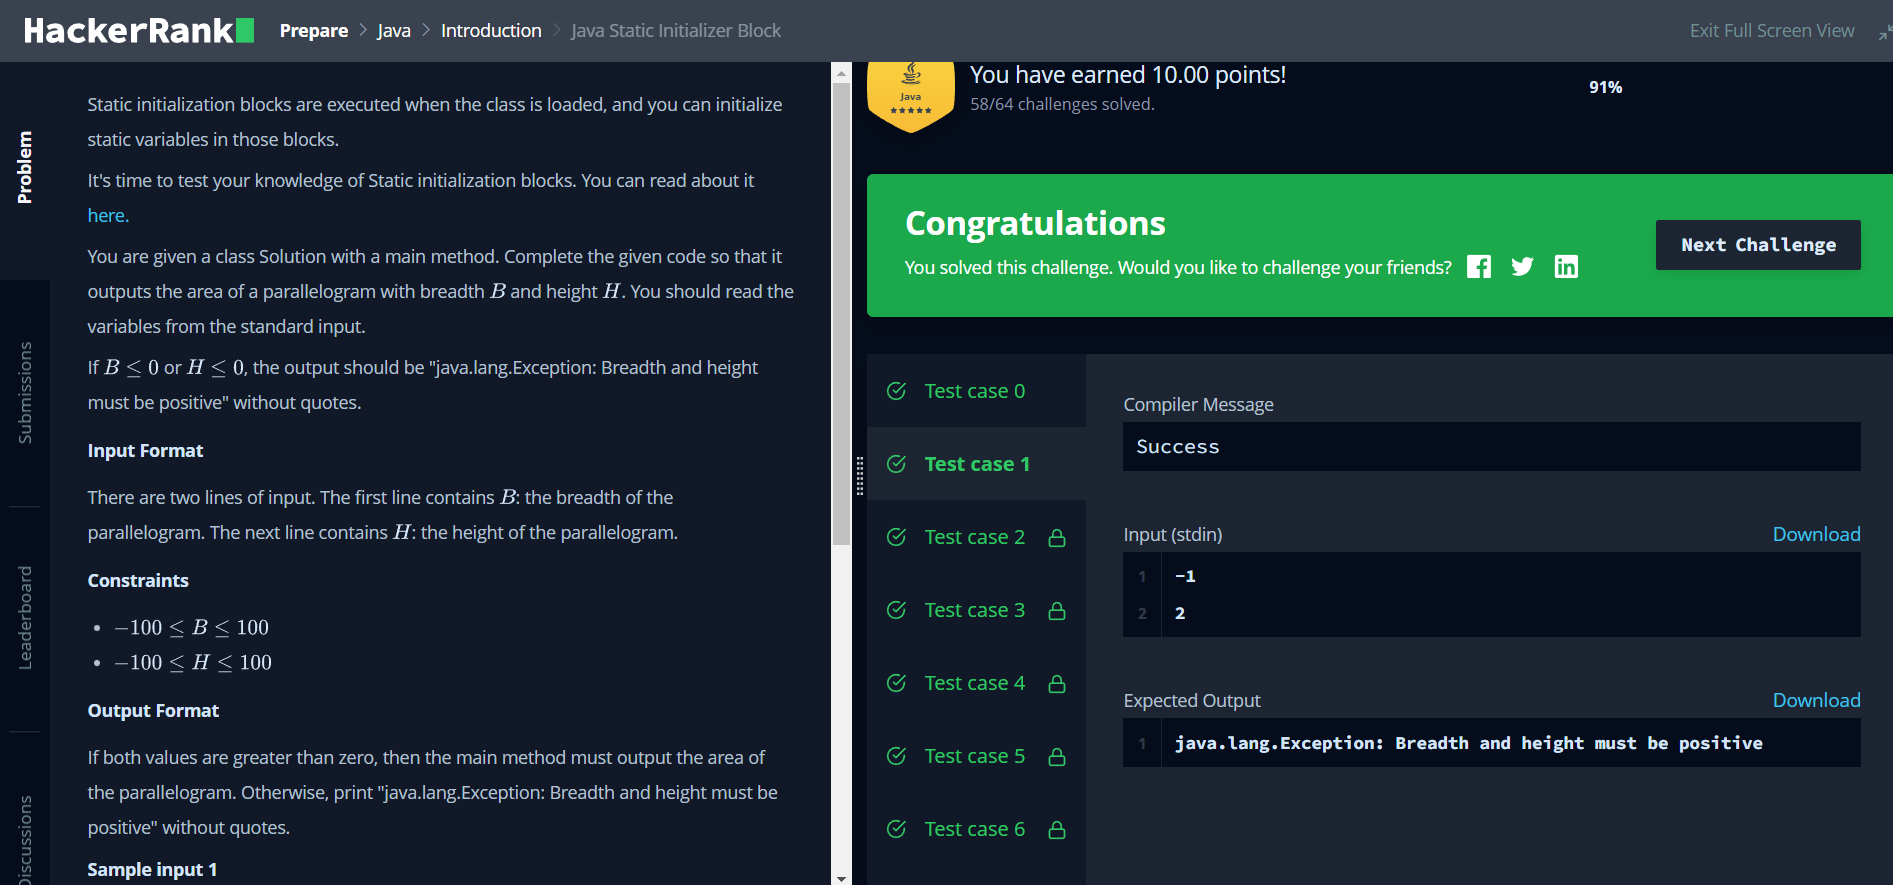 HackerRank
Prepare
Java
Introduction
Java Static Initializer Block
Exit Full Screen View
Problem
Submissions
Leaderboard
Discussions
Static initialization blocks are executed when the class is loaded, and you can initialize
static variables in those blocks.
It's time to test your knowledge of Static initialization blocks. You can read about it
here.
You are given a class Solution with a main method. Complete the given code so that it
outputs the area of a parallelogram with breadth B and height H. You should read the
variables from the standard input.
If B ≤ 0 or H ≤ 0, the output should be "java.lang.Exception: Breadth and height
must be positive" without quotes.
Input Format
There are two lines of input. The first line contains B: the breadth of the
parallelogram. The next line contains H: the height of the parallelogram.
Constraints
• −100 ≤ B ≤ 100
• −100 ≤ H ≤ 100
Output Format
If both values are greater than zero, then the main method must output the area of
the parallelogram. Otherwise, print "java.lang.Exception: Breadth and height must be
positive" without quotes.
Sample input 1
Java
You have earned 10.00 points!
58/64 challenges solved.
91%
Congratulations
You solved this challenge. Would you like to challenge your friends?
Next Challenge
Test case 0
Test case 1
Test case 2
Test case 3
Test case 4
Test case 5
Test case 6
Compiler Message
Success
Input (stdin)
Download
1 -1
2 2
Expected Output
Download
1 java.lang.Exception: Breadth and height must be positive